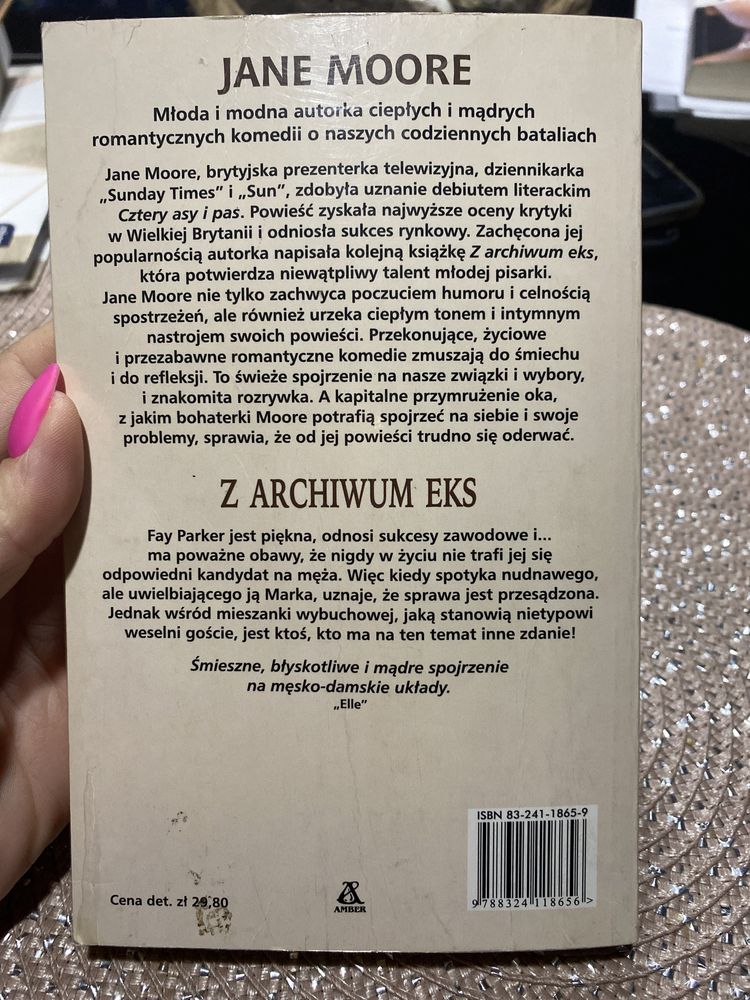 JANE MOORE
Młoda i modna autorka ciepłych i mądrych
romantycznych komedii o naszych codziennych bataliach
Jane Moore, brytyjska prezenterka telewizyjna, dziennikarka
„Sunday Times” i „Sun”, zdobyła uznanie debiutem literackim
Cztery asy i pas. Powieść zyskała najwyższe oceny krytyki
w Wielkiej Brytanii i odniosła sukces rynkowy. Zachęcona jej
popularnością autorka napisała kolejną książkę Z archiwum eks,
która potwierdza niewątpliwy talent młodej pisarki.
Jane Moore nie tylko zachwyca poczuciem humoru i celnością
spostrzeżeń, ale również urzeka ciepłym tonem i intymnym
nastrojem swoich powieści. Przekonujące, życiowe
i przezabawne romantyczne komedie zmuszają do śmiechu
i do refleksji. To świeże spojrzenie na nasze związki i wybory,
i znakomita rozrywka. A kapitalne przymrużenie oka,
z jakim bohaterki Moore potrafią spojrzeć na siebie i swoje
problemy, sprawia, że od jej powieści trudno się oderwać.
Z ARCHIWUM EKS
Fay Parker jest piękna, odnosi sukcesy zawodowe i...
ma poważne obawy, że nigdy w życiu nie trafi jej się
odpowiedni kandydat na męża. Więc kiedy spotyka nudnawego,
ale uwielbiającego ją Marka, uznaje, że sprawa jest przesądzona.
Jednak wśród mieszanki wybuchowej, jaką stanowią nietypowi
weselni goście, jest ktoś, kto ma na ten temat inne zdanie!
Śmieszne, błyskotliwe i mądre spojrzenie
na męsko-damskie układy.
„Elle”
ISBN 83-241-1865-9
9 788324 118656 >
Cena det. zł 29,80
AMBER